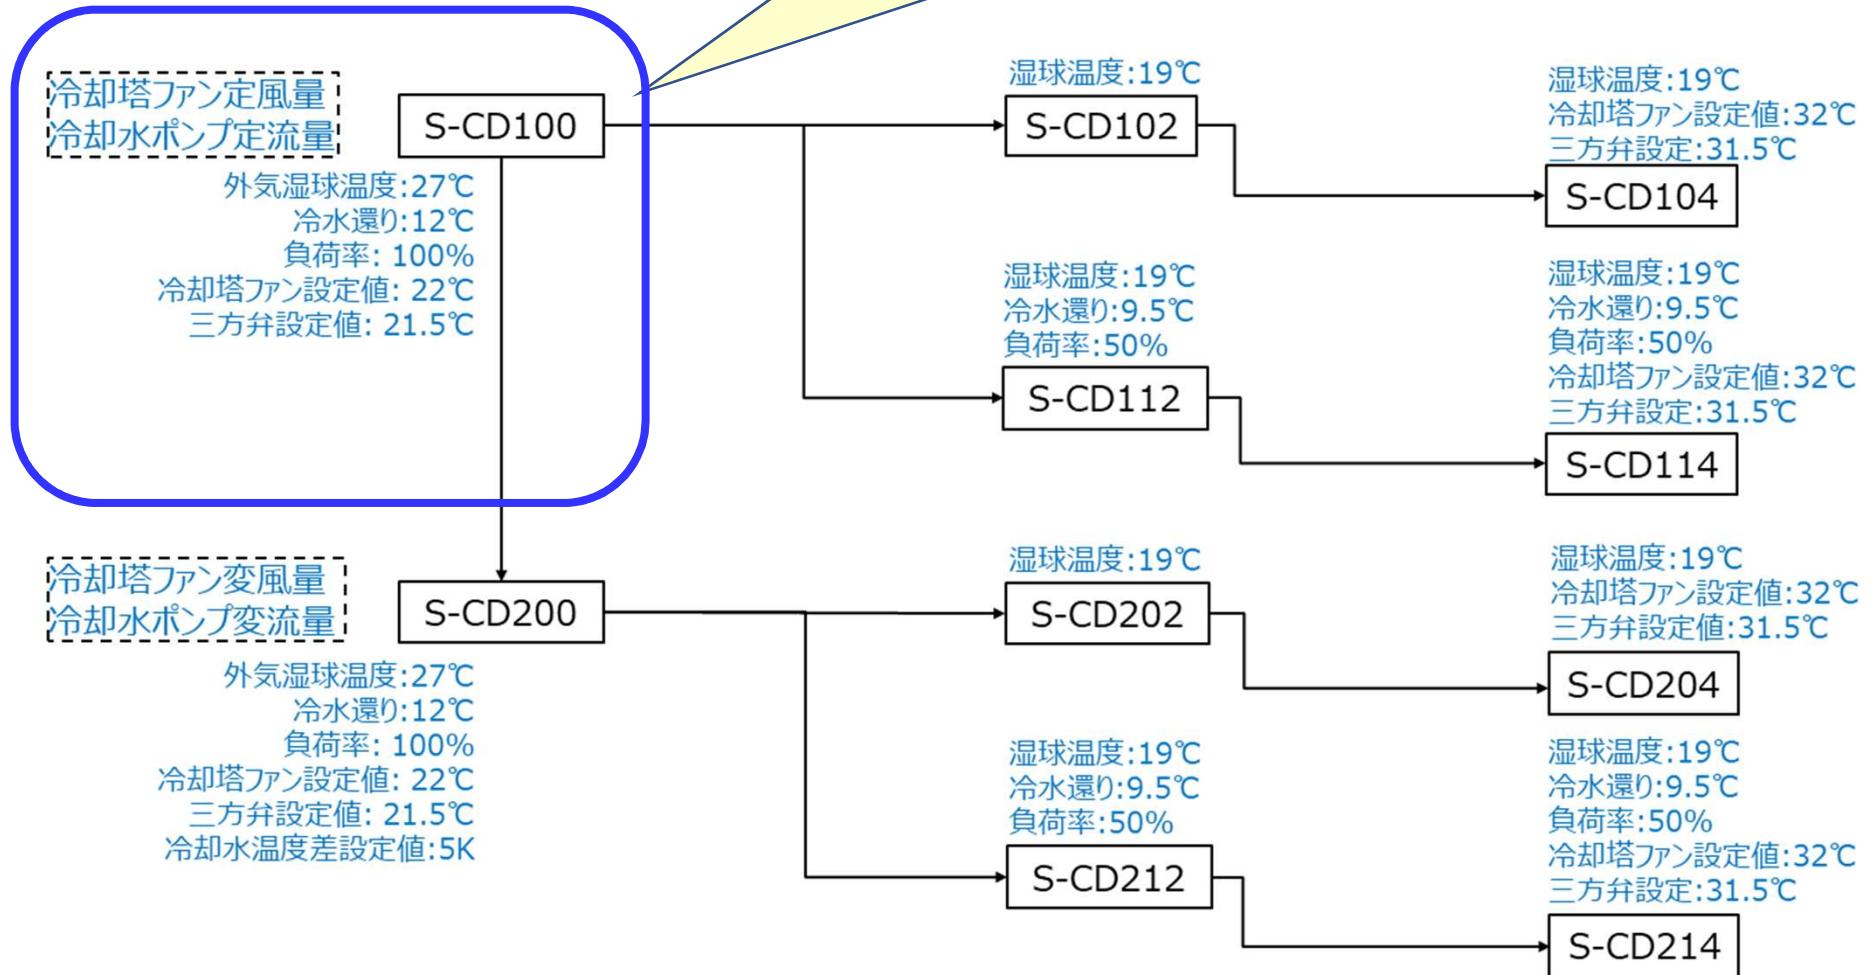 冷却塔ファン定風量
冷却水ポンプ定流量
S-CD100
外気湿球温度:27℃
冷水還り:12℃
負荷率: 100%
冷却塔ファン設定値: 22℃
三方弁設定値: 21.5℃
湿球温度:19℃
S-CD102
湿球温度:19℃
冷却塔ファン設定値:32℃
三方弁設定:31.5℃
S-CD104
湿球温度:19℃
冷水還り:9.5℃
負荷率:50%
S-CD112
湿球温度:19℃
冷水還り:9.5℃
負荷率:50%
冷却塔ファン設定値:32℃
三方弁設定:31.5℃
S-CD114
冷却塔ファン変風量
冷却水ポンプ変流量
S-CD200
外気湿球温度:27℃
冷水還り:12℃
負荷率: 100%
冷却塔ファン設定値: 22℃
三方弁設定値: 21.5℃
冷却水温度差設定値:5K
湿球温度:19℃
S-CD202
湿球温度:19℃
冷却塔ファン設定値:32℃
三方弁設定値:31.5℃
S-CD204
湿球温度:19℃
冷水還り:9.5℃
負荷率:50%
S-CD212
湿球温度:19℃
冷水還り:9.5℃
負荷率:50%
冷却塔ファン設定値:32℃
三方弁設定:31.5℃
S-CD214